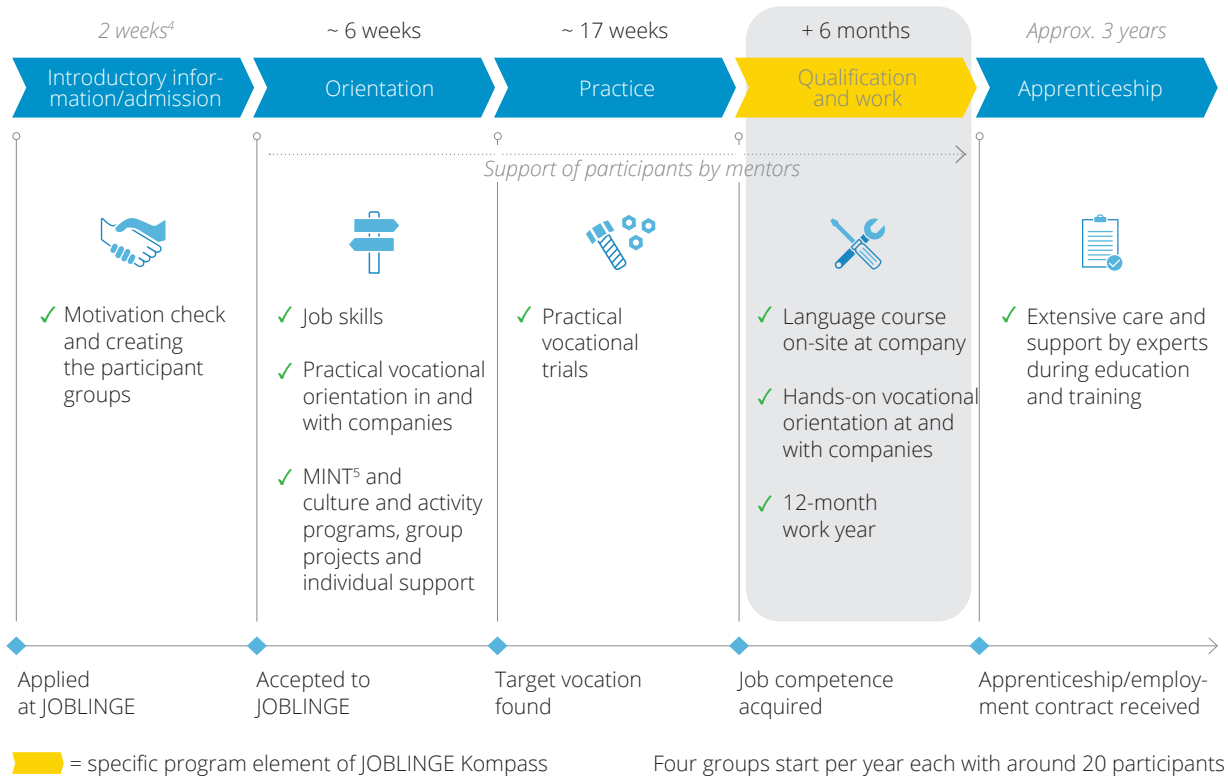 2 weeks⁴
~ 6 weeks
~ 17 weeks
+ 6 months
Approx. 3 years
Introductory infor-
mation/admission
Orientation
Practice
Qualification
and work
Apprenticeship
Support of participants by mentors
✓ Motivation check
and creating
the participant
groups
✓ Job skills
✓ Practical vocational
orientation in and
with companies
✓ MINT⁵ and
culture and activity
programs, group
projects and
individual support
✓ Practical
vocational
trials
✓ Language course
on-site at company
✓ Hands-on vocational
orientation at and
with companies
✓ 12-month
work year
✓ Extensive care and
support by experts
during education
and training
Applied
at JOBLINGE
Accepted to
JOBLINGE
Target vocation
found
Job competence
acquired
Apprenticeship/employ-
ment contract received
= specific program element of JOBLINGE Kompass
Four groups start per year each with around 20 participants